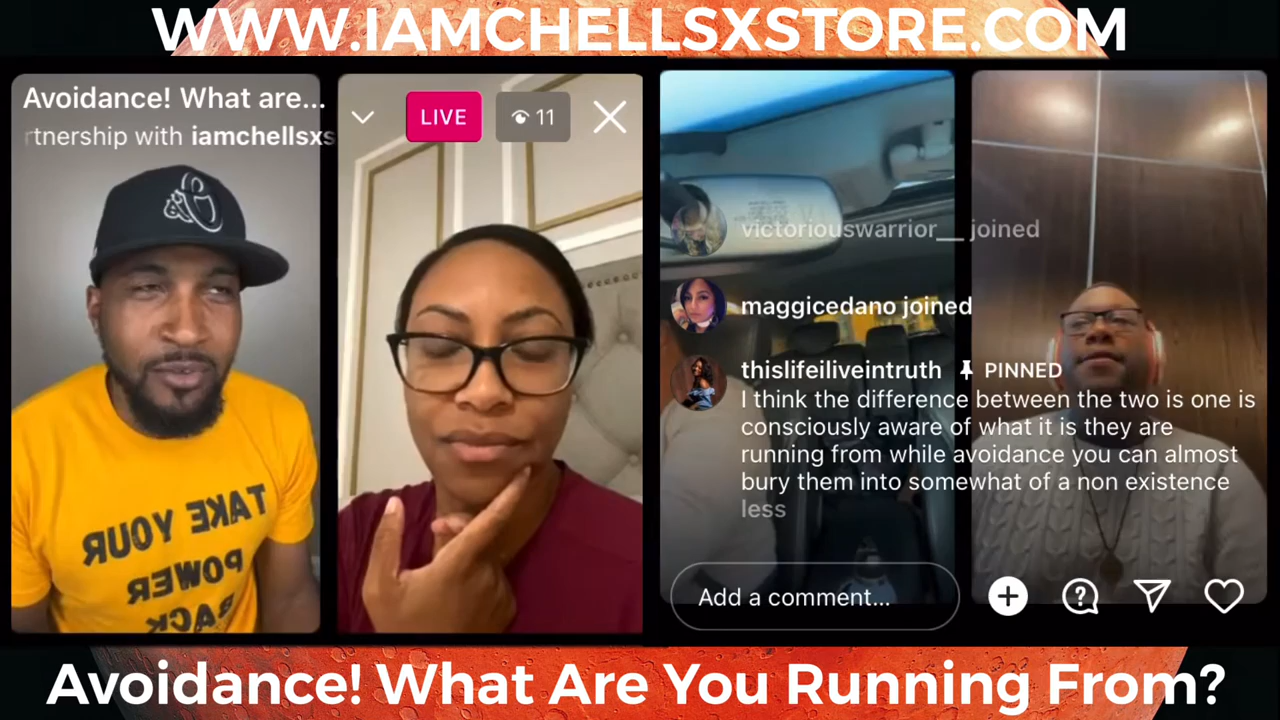 WWW.IAMCHELLSXSTORE.COM
Avoidance! What are...
rtnership with iamchellsxs
LIVE
11
TAKE YOUR
POWER
BACK
victoriouswarrior__ joined
maggicedano joined
thislifeiliveintruth PINNED
I think the difference between the two is one is
consciously aware of what it is they are
running from while avoidance you can almost
bury them into somewhat of a non existence
less
Add a comment...
Avoidance! What Are You Running From?